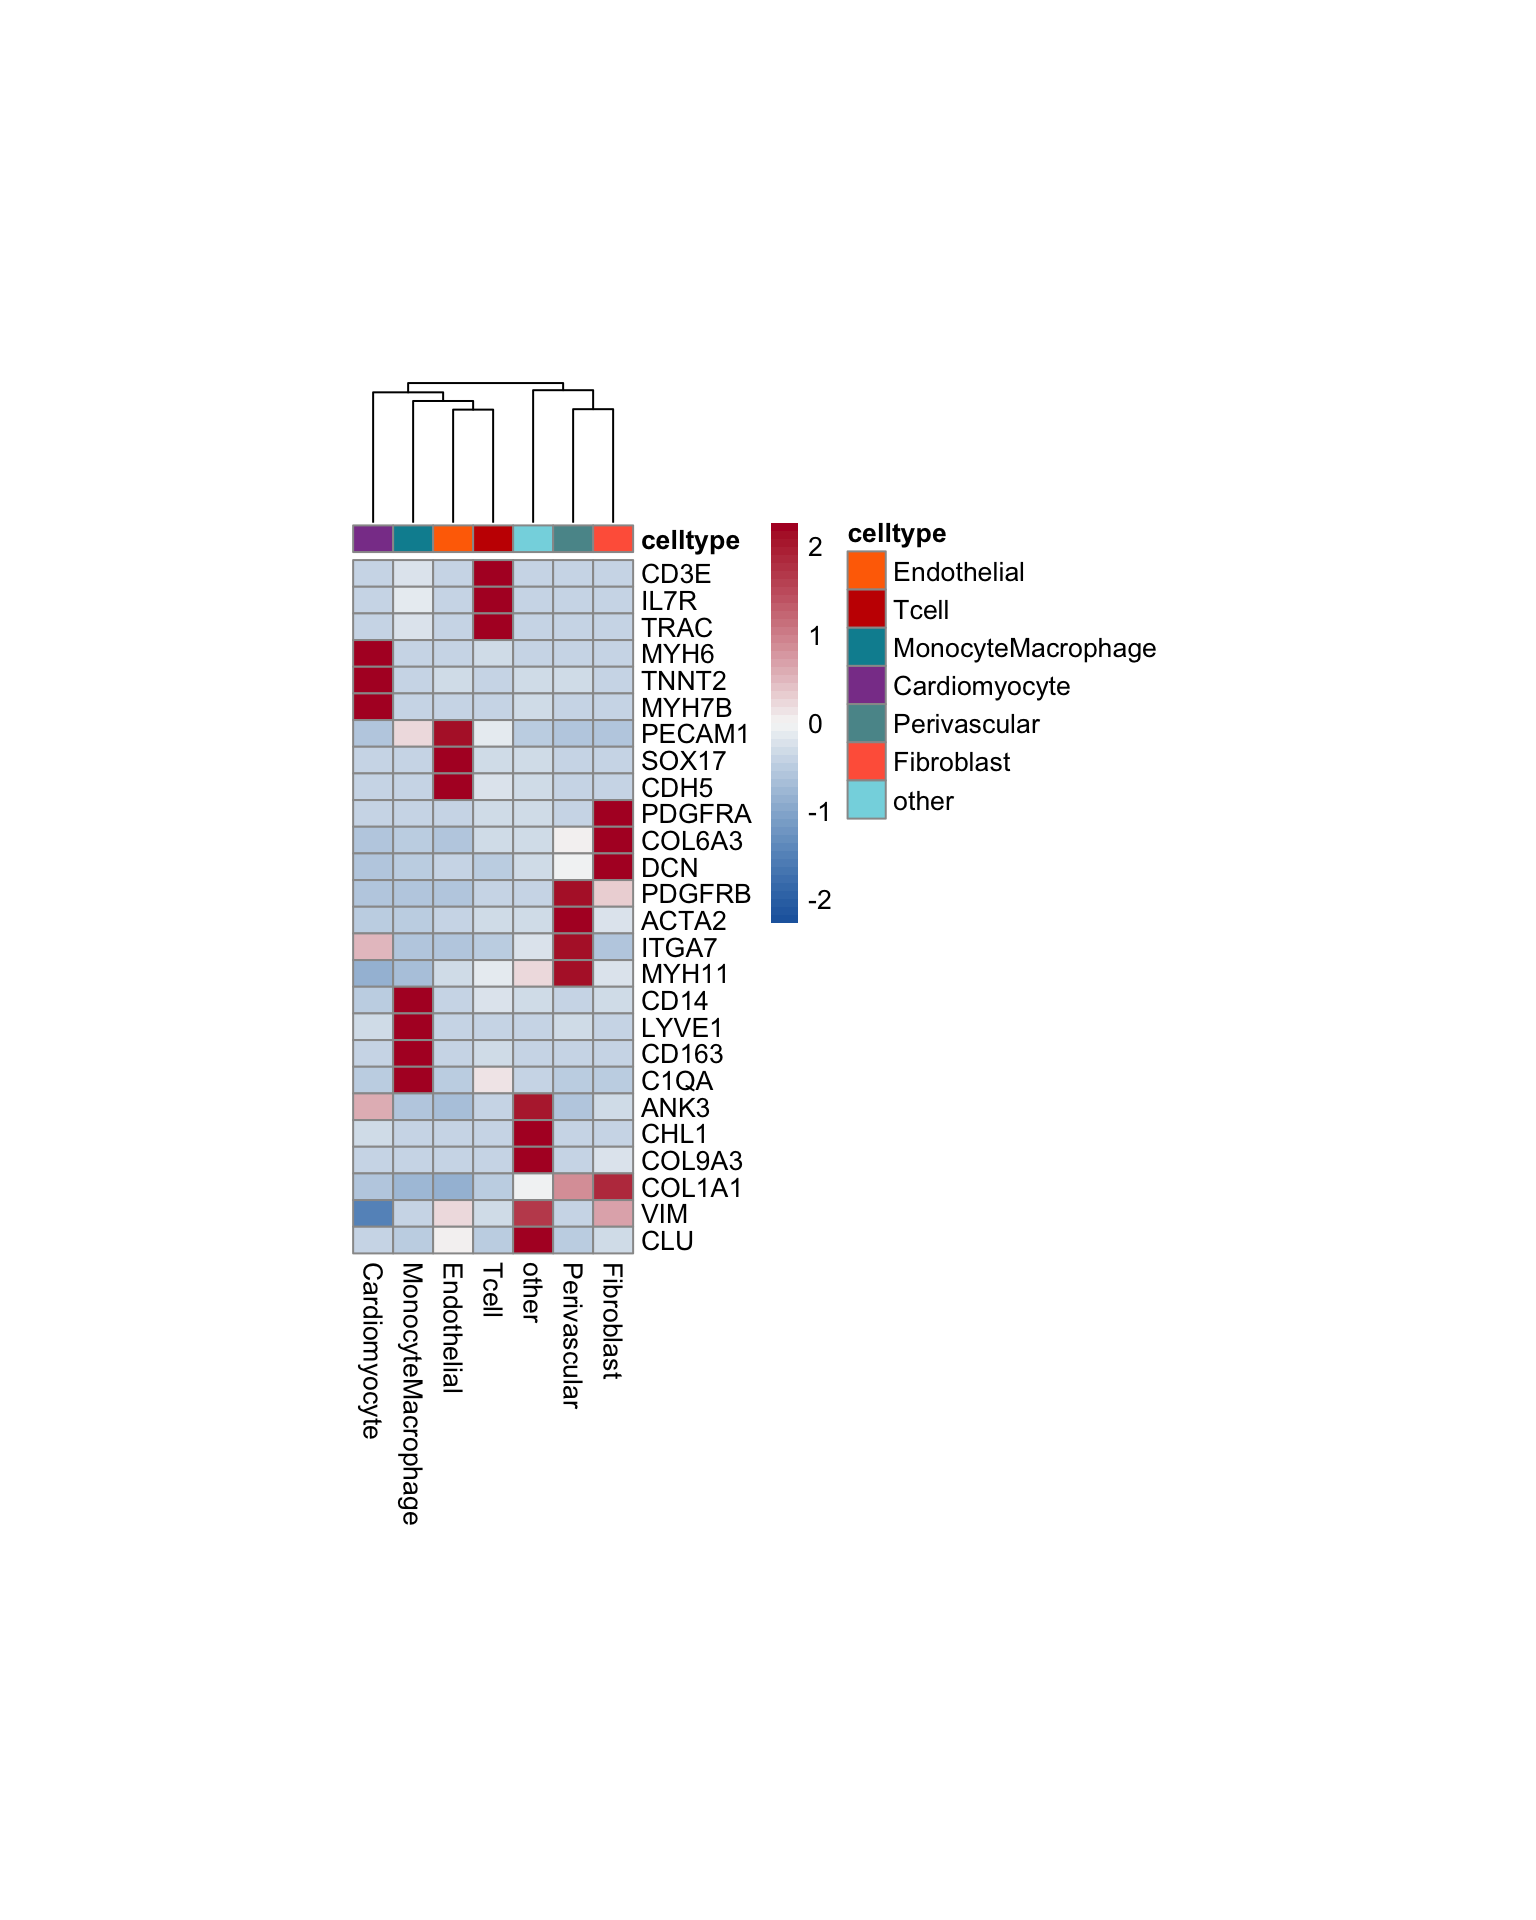 celltype
CD3E
IL7R
TRAC
MYH6
TNNT2
MYH7B
PECAM1
SOX17
CDH5
PDGFRA
COL6A3
DCN
PDGFRB
ACTA2
ITGA7
MYH11
CD14
LYVE1
CD163
C1QA
ANK3
CHL1
COL9A3
COL1A1
VIM
CLU
Cardiomyocyte
MonocyteMacrophage
Endothelial
Tcell
other
Perivascular
Fibroblast
2
1
0
-1
-2
celltype
Endothelial
Tcell
MonocyteMacrophage
Cardiomyocyte
Perivascular
Fibroblast
other